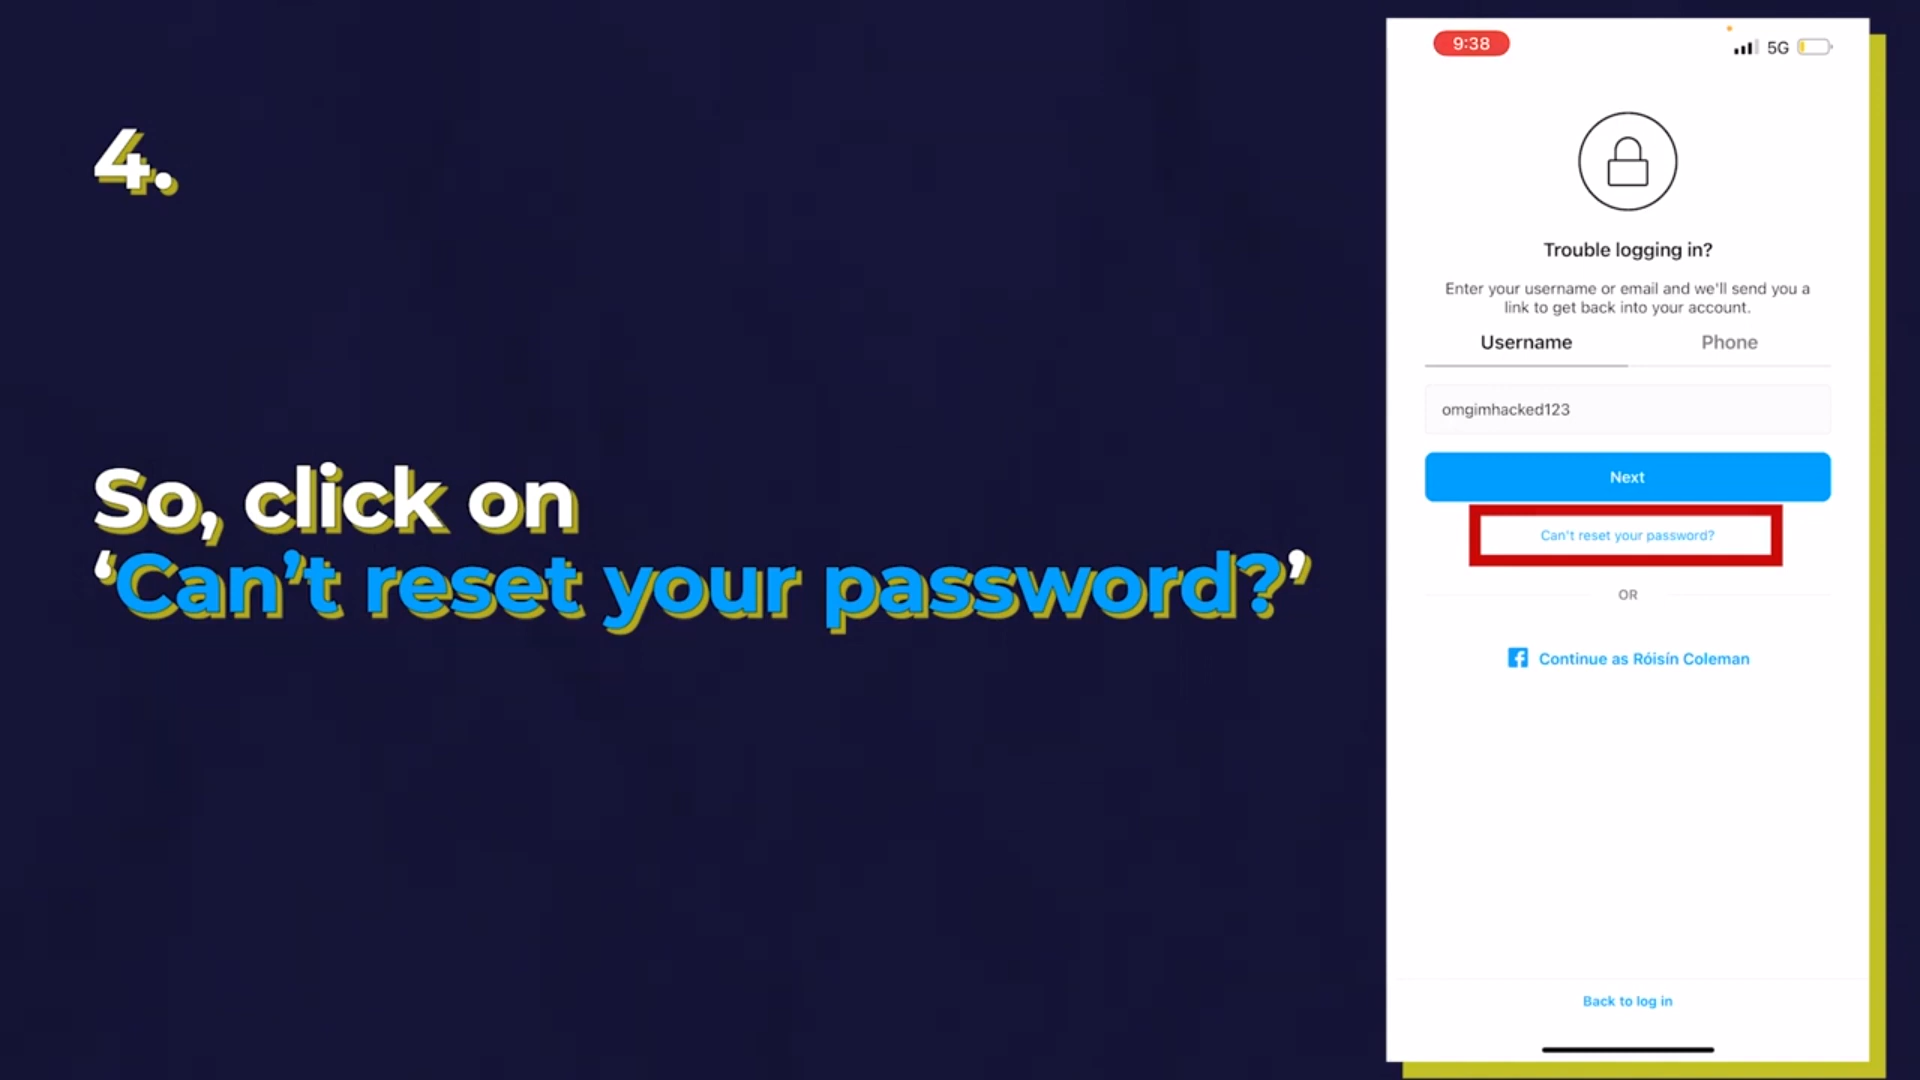 4.
So, click on
‘Can’t reset your password?’
9:38
5G
Trouble logging in?
Enter your username or email and we'll send you a
link to get back into your account.
Username
Phone
omgimhacked123
Next
Can't reset your password?
OR
Continue as Róisín Coleman
Back to log in